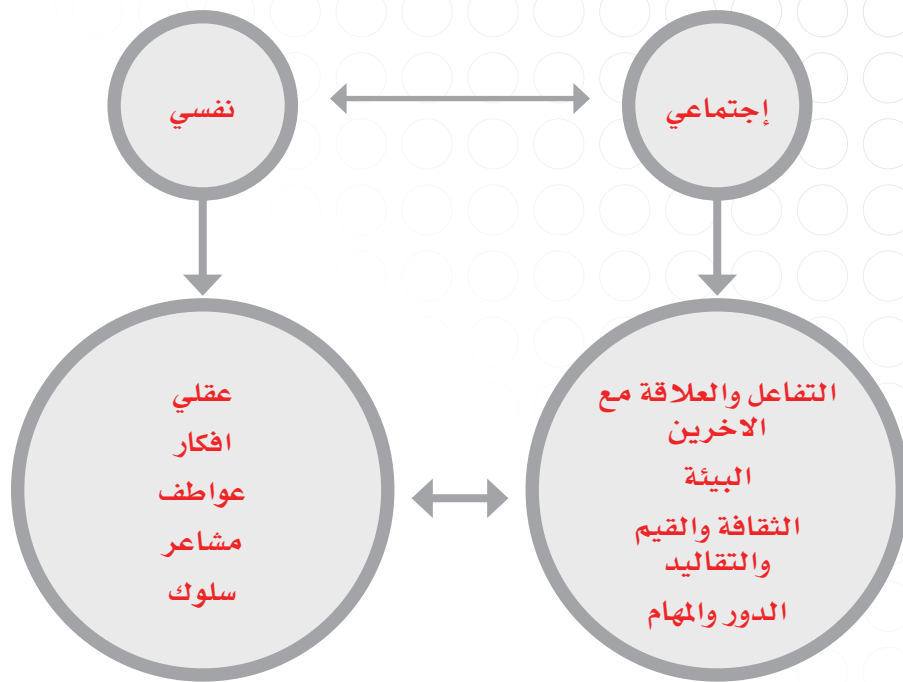 إجتماعي
نفسي
التفاعل والعلاقة مع
الاخرين
البيئة
الثقافة والقيم
والتقاليد
الدور والمهام
عقلي
افكار
عواطف
مشاعر
سلوك